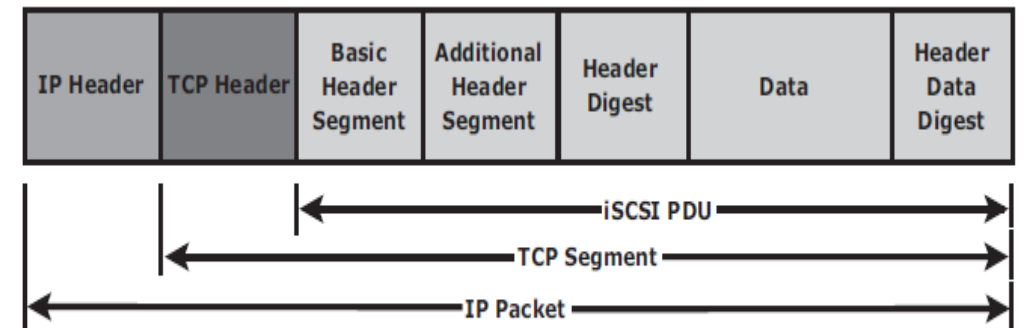 IP Header
TCP Header
Basic
Header
Segment
Additional
Header
Segment
Header
Digest
Data
Header
Data
Digest
iSCSI PDU
TCP Segment
IP Packet